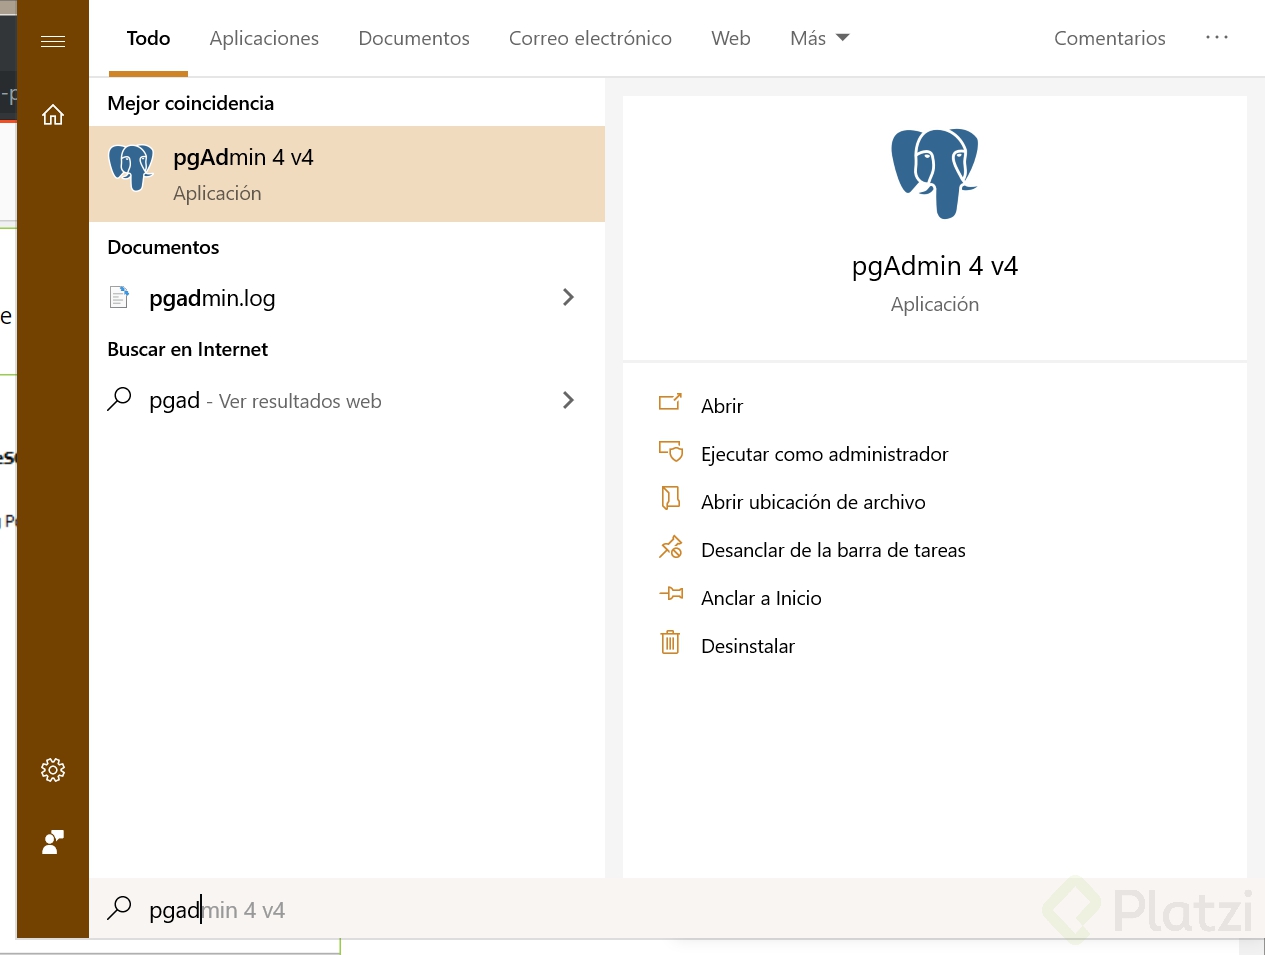 Todo Aplicaciones Documentos Correo electrónico Web Más Comentarios ...
Mejor coincidencia
pgAdmin 4 v4
Aplicación
Documentos
pgadmin.log
Buscar en Internet
pgad - Ver resultados web
pgAdmin 4 v4
Aplicación
Abrir
Ejecutar como administrador
Abrir ubicación de archivo
Desanclar de la barra de tareas
Anclar a Inicio
Desinstalar
pgadmin 4 v4
Platzi